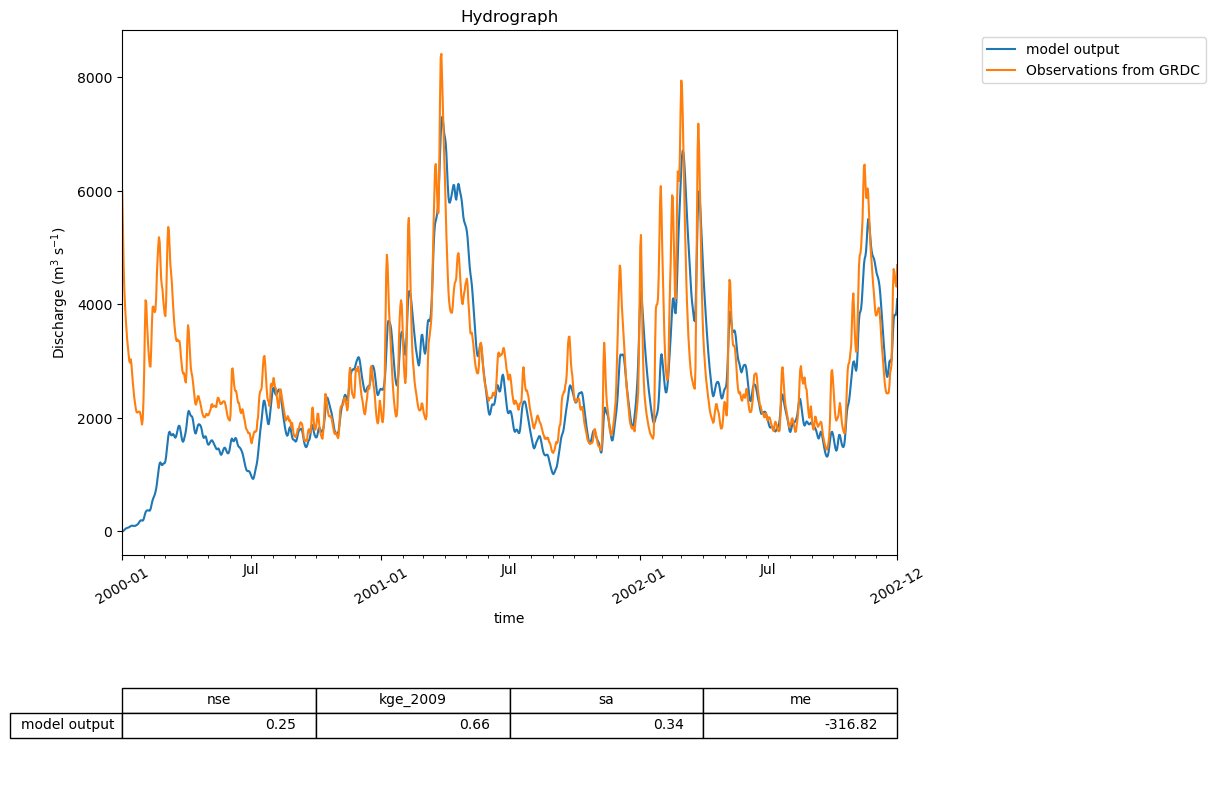 Hydrograph
model output
Observations from GRDC
8000
6000
4000
2000
0
Discharge (m³ s⁻¹)
2000-01 Jul 2001-01 Jul 2002-01 Jul 2002-12
time
nse kge_2009 sa me
model output 0.25 0.66 0.34 -316.82